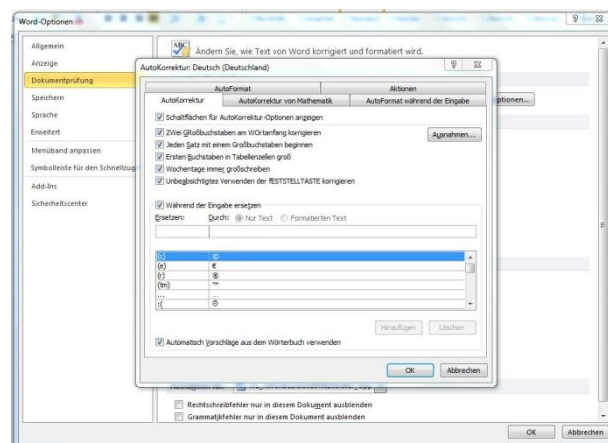 Word-Optionen
Allgemein
Anzeige
Dokumentprüfung
Speichern
Sprache
Erweitert
Menüband anpassen
Symbolleiste für den Schnellzug
Add-Ins
Sicherheitscenter
Ändern Sie, wie Text von Word korrigiert und formatiert wird.
AutoKorrektur: Deutsch (Deutschland)
AutoFormat Aktionen
AutoKorrektur AutoKorrektur von Mathematik AutoFormat während der Eingabe
Schaltflächen für AutoKorrektur-Optionen anzeigen
ZWei GRoßbuchstaben am WOrtanfang korrigieren
Ausnahmen...
Jeden Satz mit einem Großbuchstaben beginnen
Ersten Buchstaben in Tabellenzellen groß
Wochentage immer großschreiben
Unbeabsichtigtes Verwenden der fESTSTELLTASTE korrigieren
Während der Eingabe ersetzen
Ersetzen: Durch: Nur Text Formatierten Text
(c) ©
(e) €
(r) ®
(tm) ™
... …
:(
Hinzufügen Löschen
Automatisch Vorschläge aus dem Wörterbuch verwenden
OK Abbrechen
ptionen...
Rechtschreibfehler nur in diesem Dokument ausblenden
Grammatikfehler nur in diesem Dokument ausblenden
OK Abbrechen